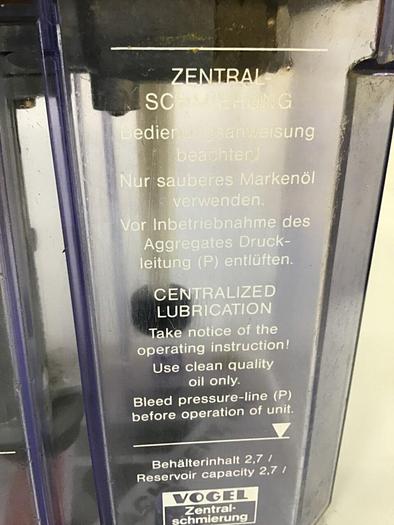 ZENTRAL-
SCHMIERUNG
Bedienungsanweisung
beachten!
Nur sauberes Markenöl
verwenden.
Vor Inbetriebnahme des
Aggregates Druck-
leitung (P) entlüften.
CENTRALIZED
LUBRICATION
Take notice of the
operating instruction!
Use clean quality
oil only.
Bleed pressure-line (P)
before operation of unit.
Behälterinhalt 2,7 l
Reservoir capacity 2,7 l
VOGEL
Zentral-
schmierung